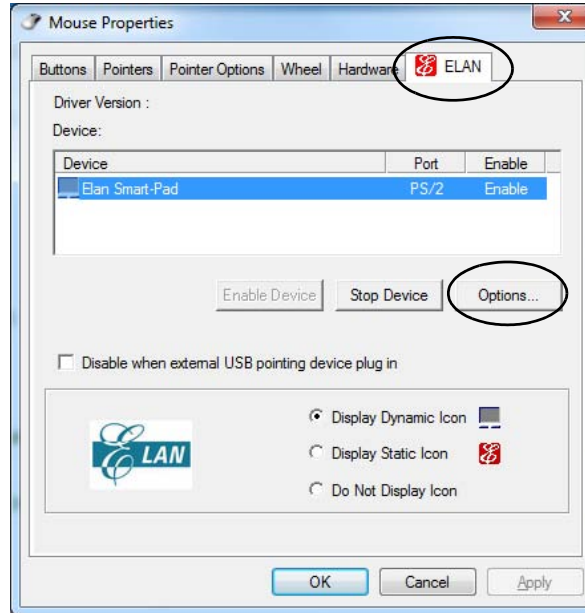 Mouse Properties
Buttons Pointers Pointer Options Wheel Hardware ELAN
Driver Version :
Device:
Device Port Enable
Elan Smart-Pad PS/2 Enable
Enable Device Stop Device Options...
Disable when external USB pointing device plug in
ELAN
Display Dynamic Icon
Display Static Icon
Do Not Display Icon
OK Cancel Apply